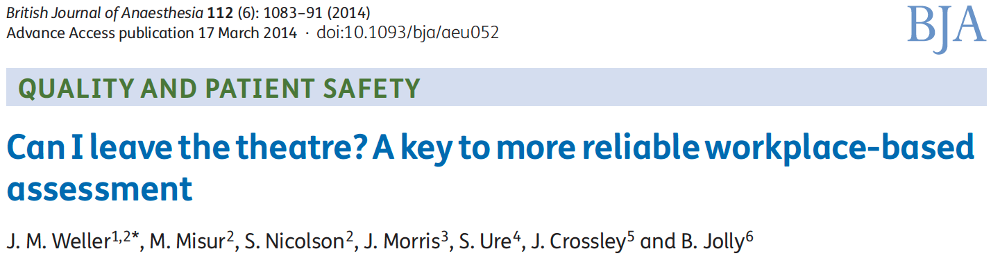 British Journal of Anaesthesia 112 (6): 1083–91 (2014)
Advance Access publication 17 March 2014 · doi:10.1093/bja/aeu052
BJA
QUALITY AND PATIENT SAFETY
Can I leave the theatre? A key to more reliable workplace-based
assessment
J. M. Weller1,2*, M. Misur2, S. Nicolson2, J. Morris3, S. Ure4, J. Crossley5 and B. Jolly6